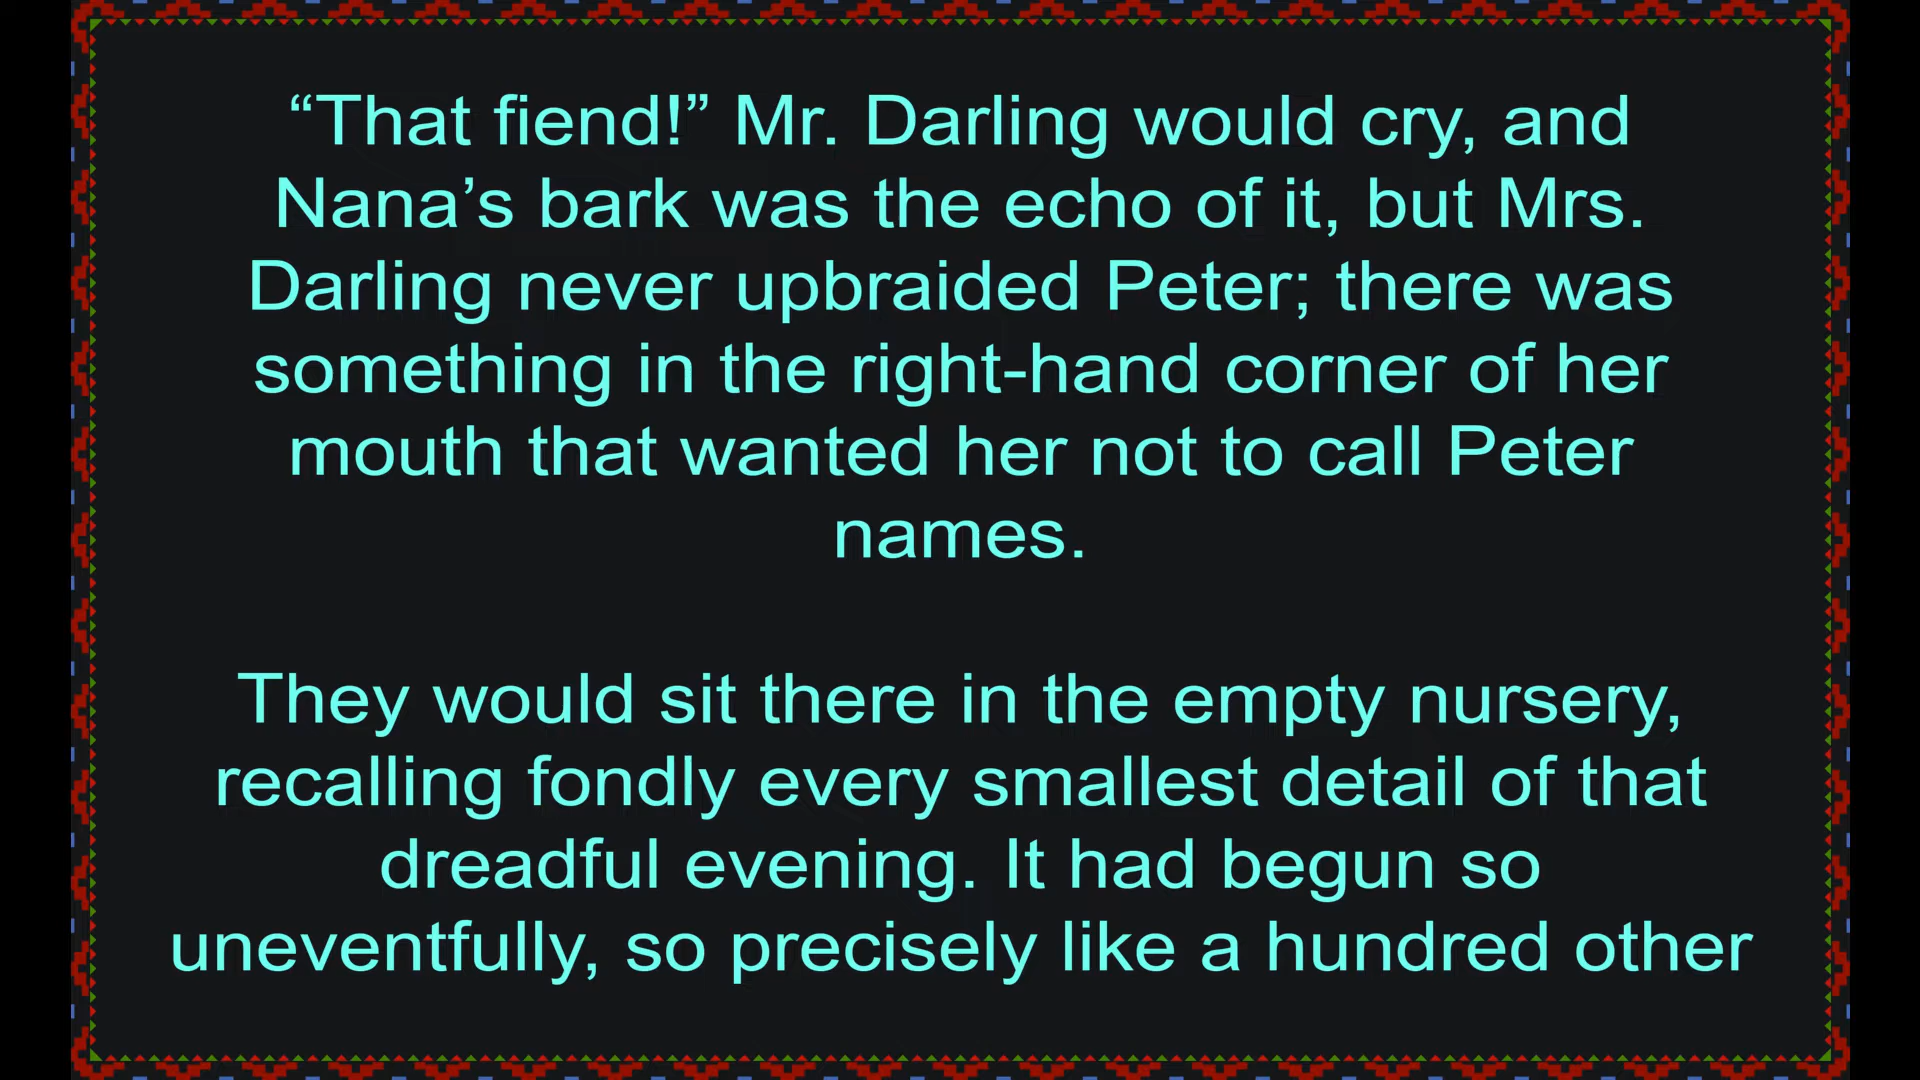 “That fiend!” Mr. Darling would cry, and
Nana’s bark was the echo of it, but Mrs.
Darling never upbraided Peter; there was
something in the right-hand corner of her
mouth that wanted her not to call Peter
names.
They would sit there in the empty nursery,
recalling fondly every smallest detail of that
dreadful evening. It had begun so
uneventfully, so precisely like a hundred other